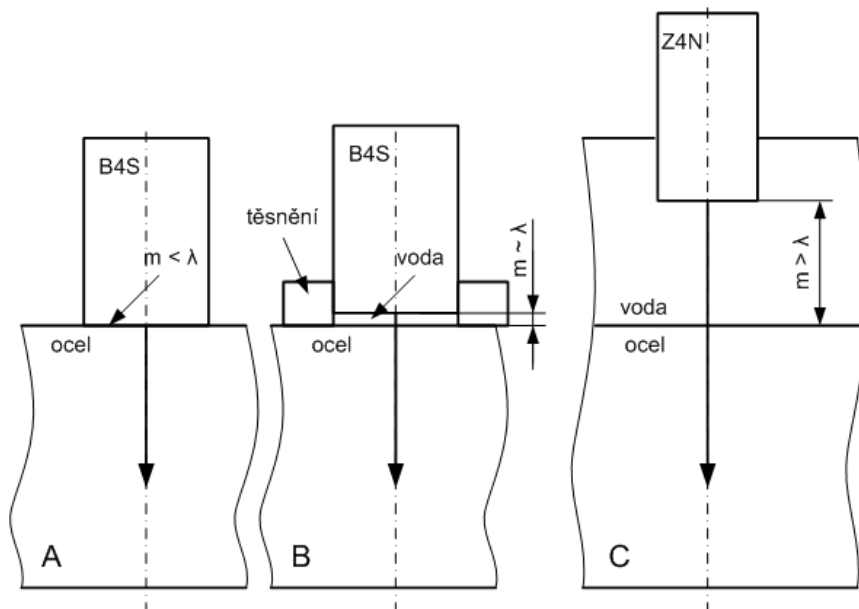 B4S
m < λ
ocel
A
B4S
těsnění
voda
m ~ λ
ocel
B
Z4N
m > λ
voda
ocel
C